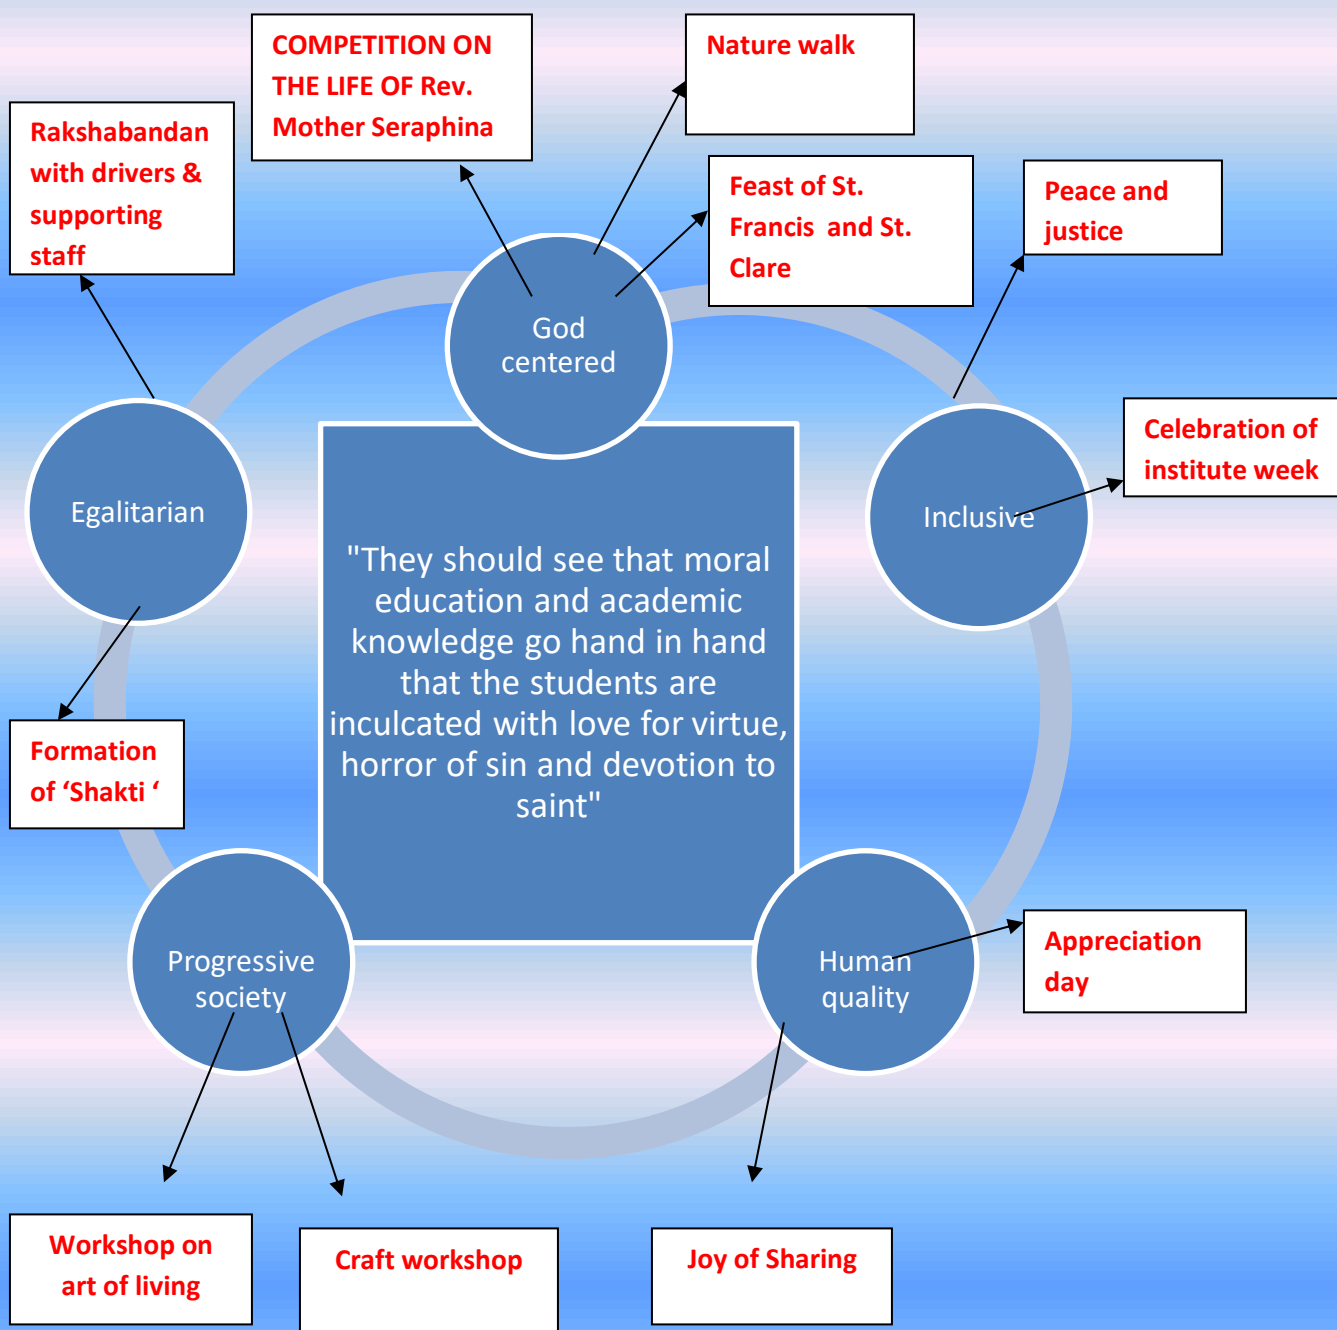 COMPETITION ON
THE LIFE OF Rev.
Mother Seraphina
Nature walk
Rakshabandan
with drivers &
supporting
staff
Feast of St.
Francis and St.
Clare
Peace and
justice
God
centered
Celebration of
institute week
Egalitarian
Inclusive
"They should see that moral
education and academic
knowledge go hand in hand
that the students are
inculcated with love for virtue,
horror of sin and devotion to
saint"
Formation
of ‘Shakti ‘
Progressive
society
Human
quality
Appreciation
day
Workshop on
art of living
Craft workshop
Joy of Sharing